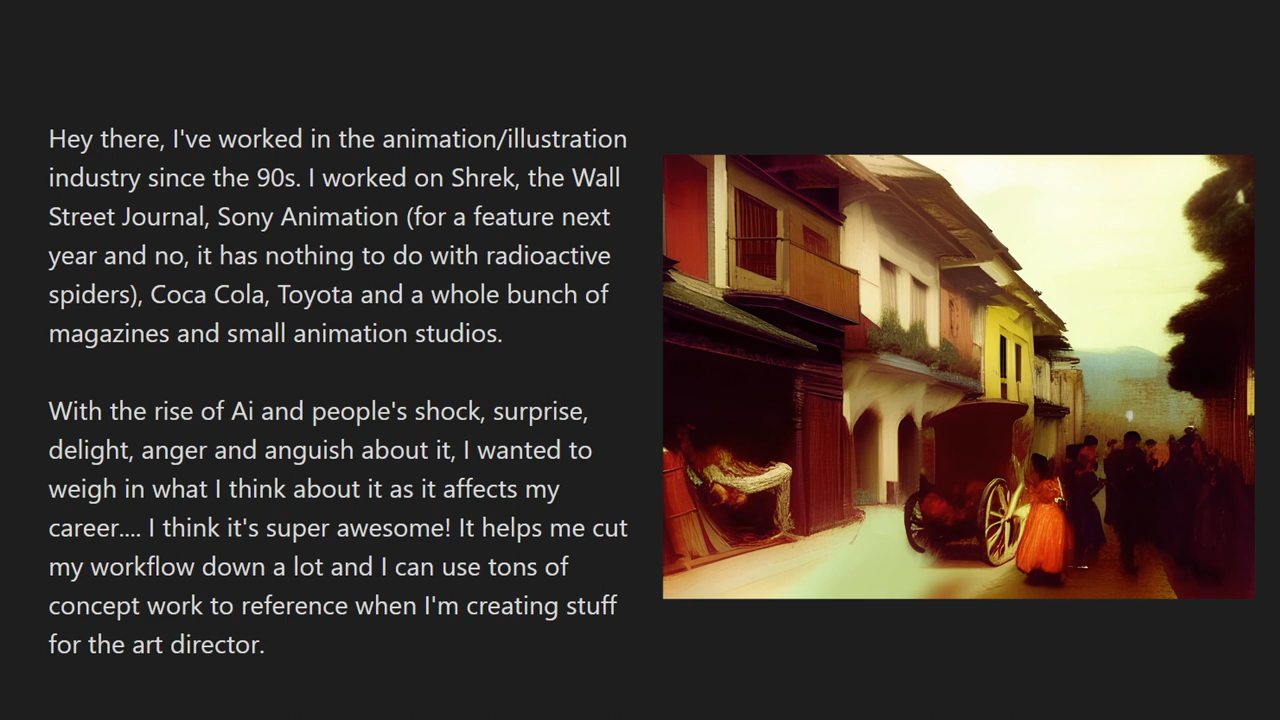 Hey there, I've worked in the animation/illustration
industry since the 90s. I worked on Shrek, the Wall
Street Journal, Sony Animation (for a feature next
year and no, it has nothing to do with radioactive
spiders), Coca Cola, Toyota and a whole bunch of
magazines and small animation studios.
With the rise of Ai and people's shock, surprise,
delight, anger and anguish about it, I wanted to
weigh in what I think about it as it affects my
career.... I think it's super awesome! It helps me cut
my workflow down a lot and I can use tons of
concept work to reference when I'm creating stuff
for the art director.